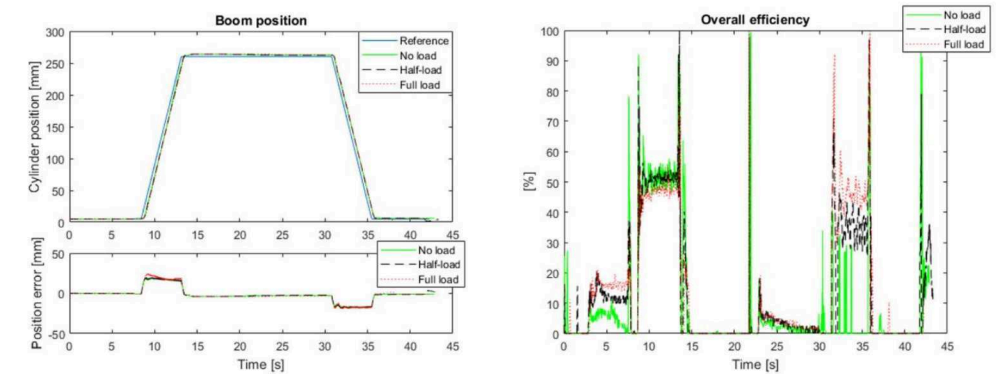 Boom position
Cylinder position [mm]
300
250
200
150
100
50
0
0 5 10 15 20 25 30 35 40 45
Reference
No load
Half-load
Full load
Position error [mm]
50
0
-50
0 5 10 15 20 25 30 35 40 45
Time [s]
No load
Half-load
Full load
Overall efficiency
[%]
100
90
80
70
60
50
40
30
20
10
0
0 5 10 15 20 25 30 35 40 45
Time [s]
No load
Half-load
Full load